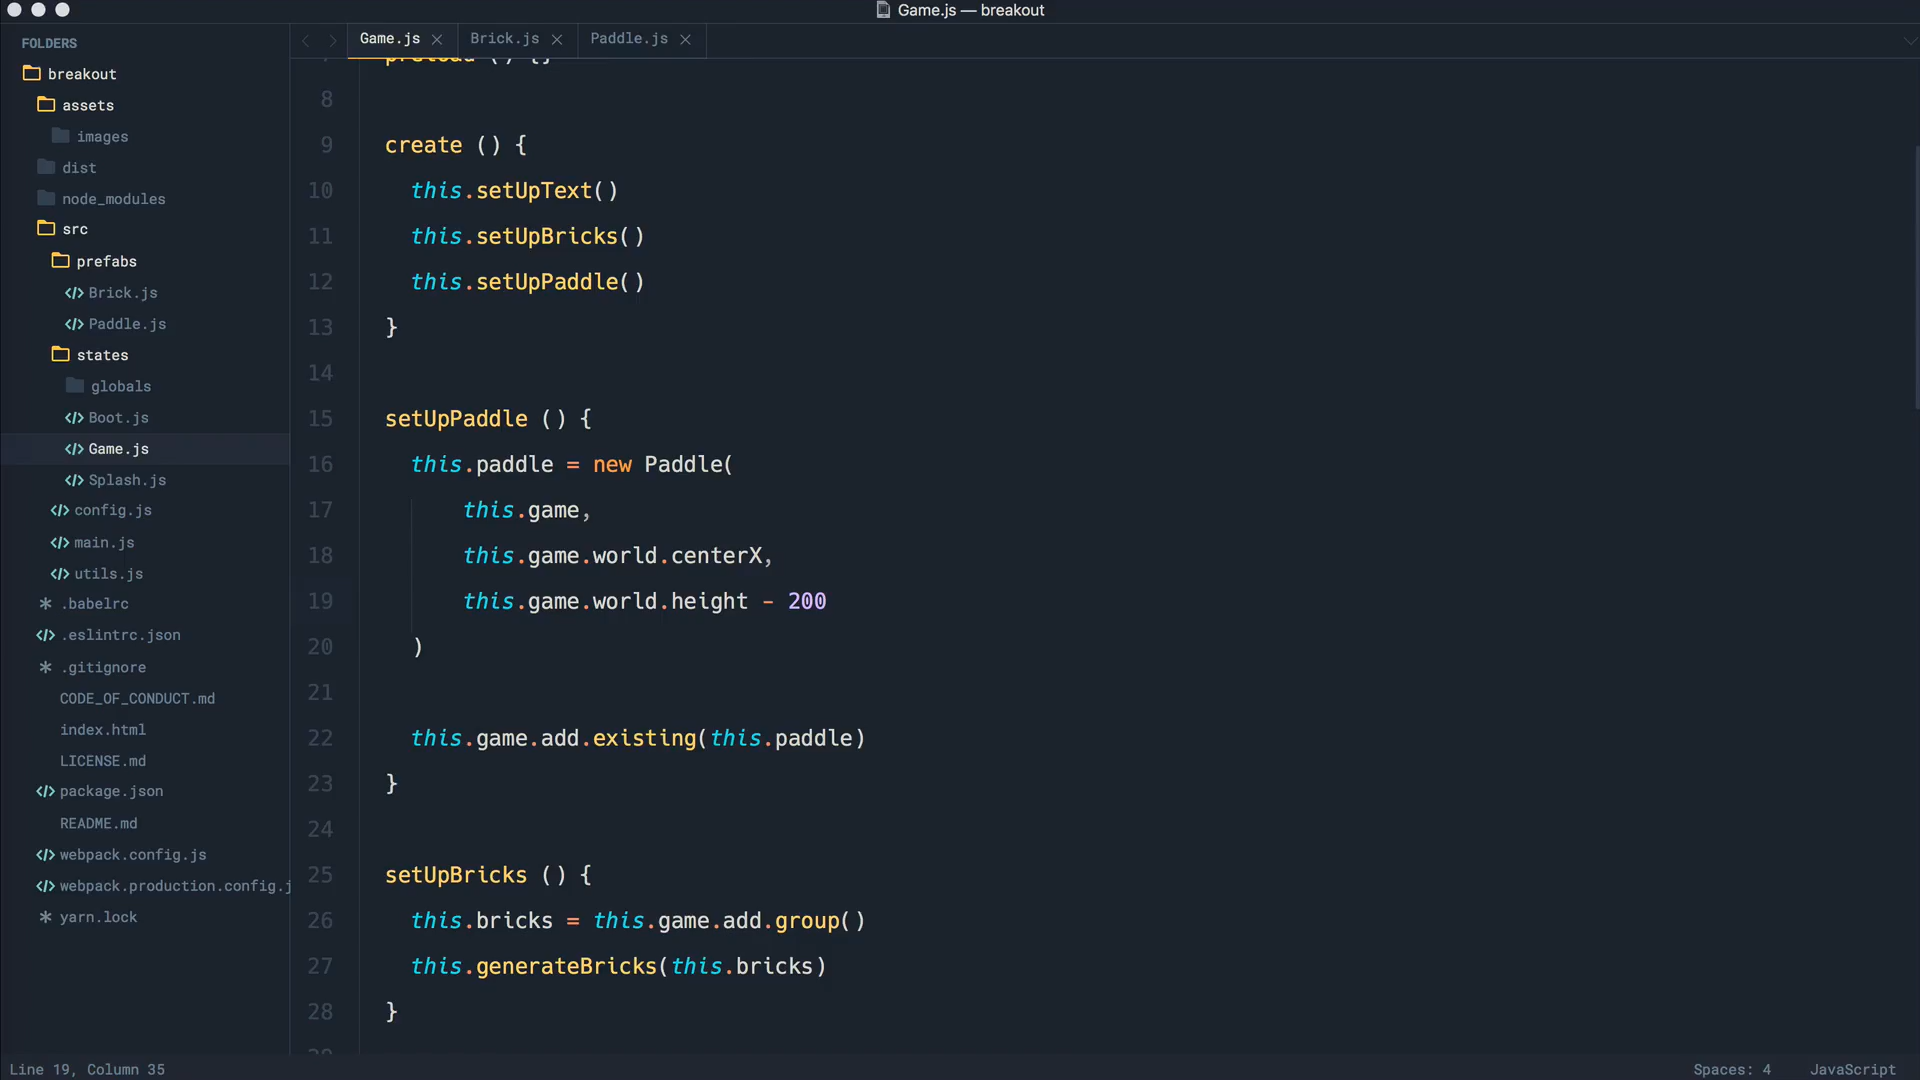 Game.js — breakout
FOLDERS
breakout
assets
images
dist
node_modules
src
prefabs
</> Brick.js
</> Paddle.js
states
globals
</> Boot.js
</> Game.js
</> Splash.js
</> config.js
</> main.js
</> utils.js
* .babelrc
</> .eslintrc.json
* .gitignore
CODE_OF_CONDUCT.md
index.html
LICENSE.md
</> package.json
README.md
</> webpack.config.js
</> webpack.production.config.j
* yarn.lock
Game.js Brick.js Paddle.js
preload () {}
8
9 create () {
10 this.setUpText()
11 this.setUpBricks()
12 this.setUpPaddle()
13 }
14
15 setUpPaddle () {
16 this.paddle = new Paddle(
17 this.game,
18 this.game.world.centerX,
19 this.game.world.height - 200
20 )
21
22 this.game.add.existing(this.paddle)
23 }
24
25 setUpBricks () {
26 this.bricks = this.game.add.group()
27 this.generateBricks(this.bricks)
28 }
Line 19, Column 35
Spaces: 4 JavaScript